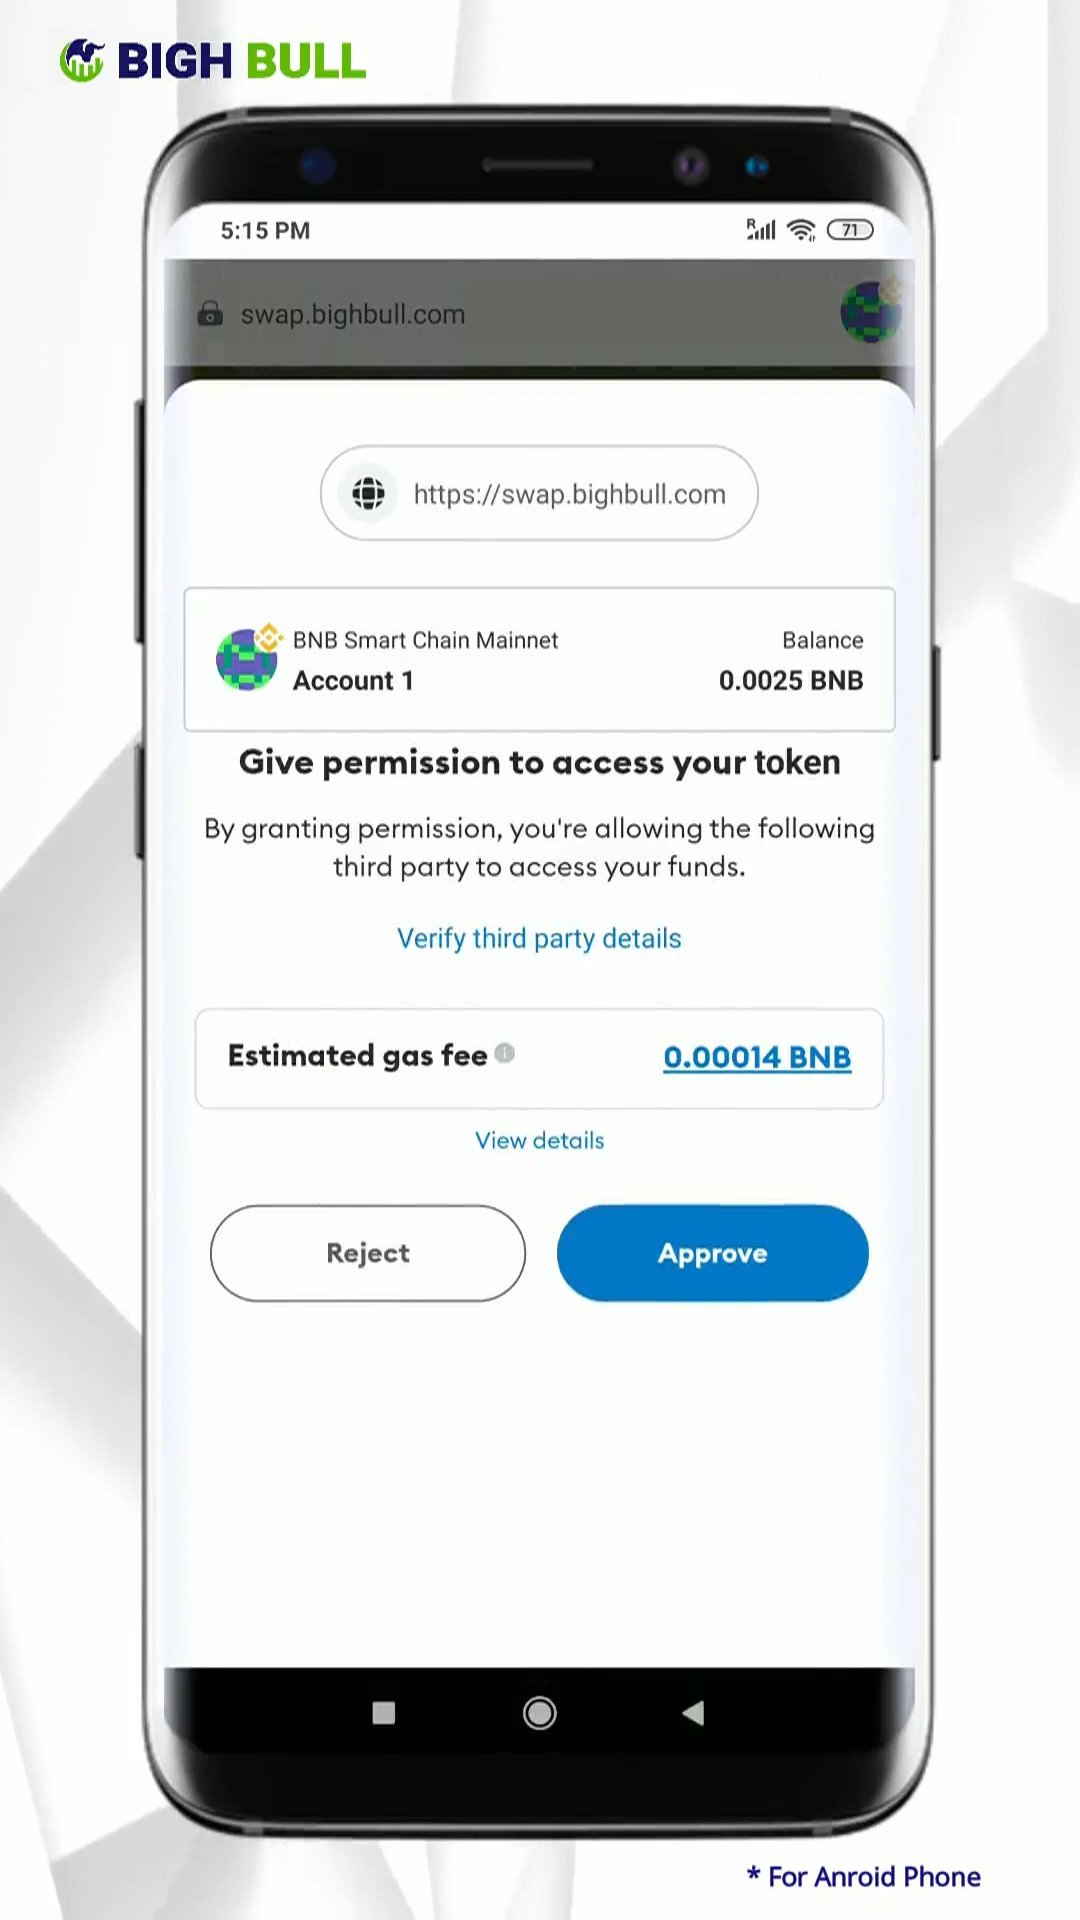 BIGH BULL
5:15 PM
R 71
swap.bighbull.com
https://swap.bighbull.com
BNB Smart Chain Mainnet Balance
Account 1 0.0025 BNB
Give permission to access your token
By granting permission, you're allowing the following
third party to access your funds.
Verify third party details
Estimated gas fee 0.00014 BNB
View details
Reject Approve
* For Anroid Phone